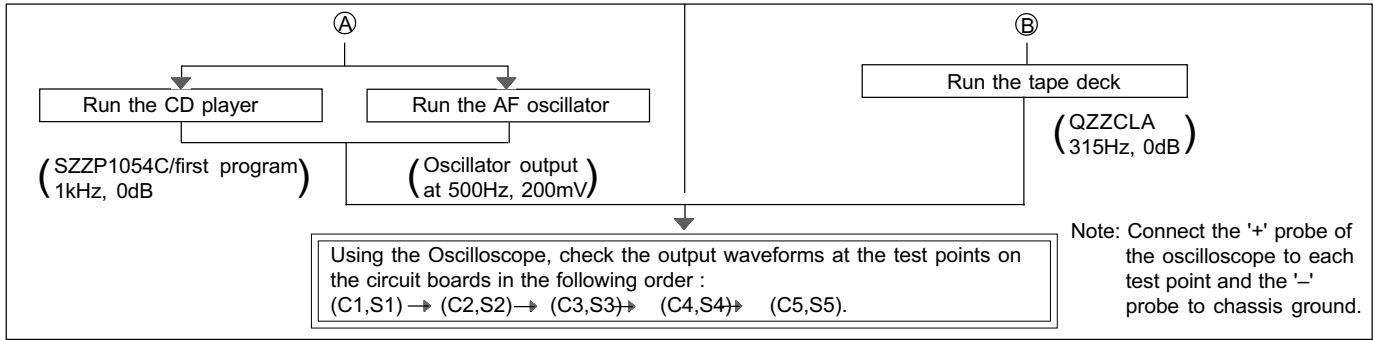 A
B
Run the CD player
Run the AF oscillator
Run the tape deck
(SZZP1054C/first program
1kHz, 0dB)
(Oscillator output
at 500Hz, 200mV)
(QZZCLA
315Hz, 0dB)
Using the Oscilloscope, check the output waveforms at the test points on
the circuit boards in the following order :
(C1,S1) → (C2,S2) → (C3,S3) → (C4,S4) → (C5,S5).
Note: Connect the '+' probe of
the oscilloscope to each
test point and the '–'
probe to chassis ground.